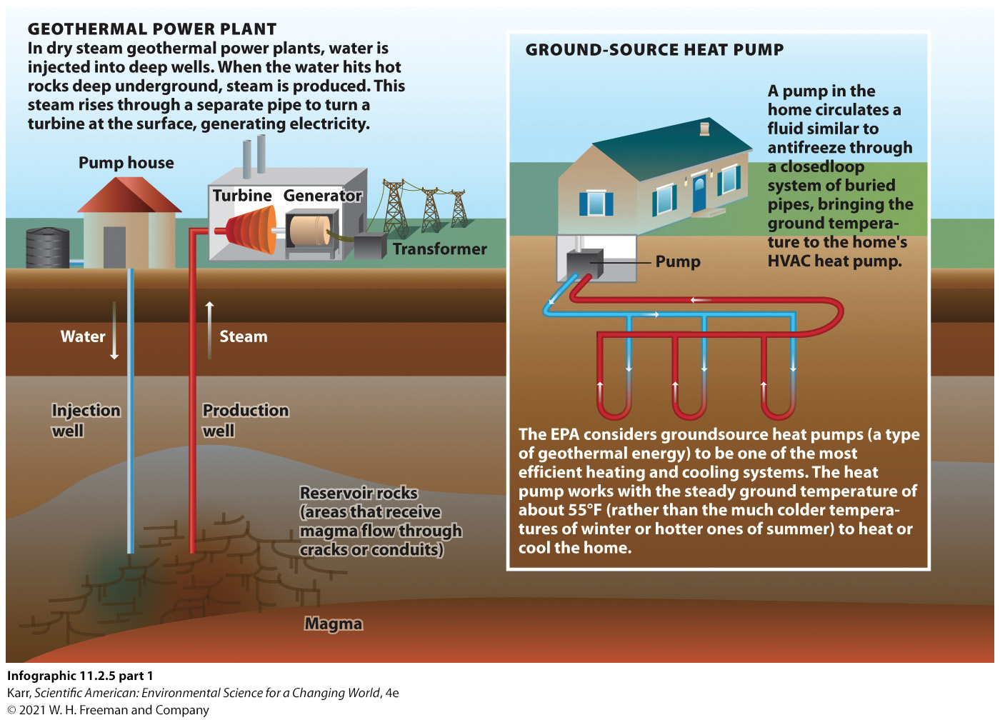 GEOTHERMAL POWER PLANT
In dry steam geothermal power plants, water is
injected into deep wells. When the water hits hot
rocks deep underground, steam is produced. This
steam rises through a separate pipe to turn a
turbine at the surface, generating electricity.
Pump house
Turbine
Generator
Transformer
Water
Steam
Injection
well
Production
well
Reservoir rocks
(areas that receive
magma flow through
cracks or conduits)
Magma
GROUND-SOURCE HEAT PUMP
A pump in the
home circulates a
fluid similar to
antifreeze through
a closedloop
system of buried
pipes, bringing the
ground tempera-
ture to the home's
HVAC heat pump.
Pump
The EPA considers groundsource heat pumps (a type
of geothermal energy) to be one of the most
efficient heating and cooling systems. The heat
pump works with the steady ground temperature of
about 55°F (rather than the much colder tempera-
tures of winter or hotter ones of summer) to heat or
cool the home.
Infographic 11.2.5 part 1
Karr, Scientific American: Environmental Science for a Changing World, 4e
© 2021 W. H. Freeman and Company